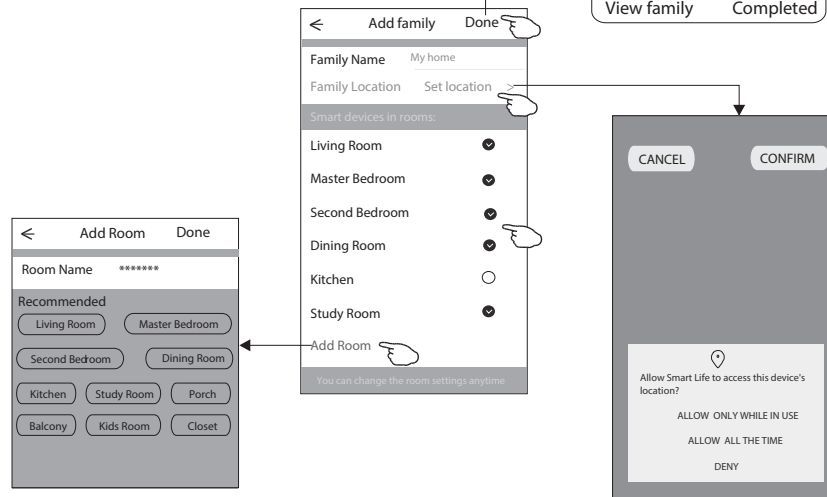 View family Completed
← Add family Done
Family Name My home
Family Location Set location >
Smart devices in rooms:
Living Room
Master Bedroom
Second Bedroom
Dining Room
Kitchen
Study Room
Add Room
You can change the room settings anytime
← Add Room Done
Room Name *******
Recommended
Living Room Master Bedroom
Second Bedroom Dining Room
Kitchen Study Room Porch
Balcony Kids Room Closet
CANCEL CONFIRM
Allow Smart Life to access this device's
location?
ALLOW ONLY WHILE IN USE
ALLOW ALL THE TIME
DENY